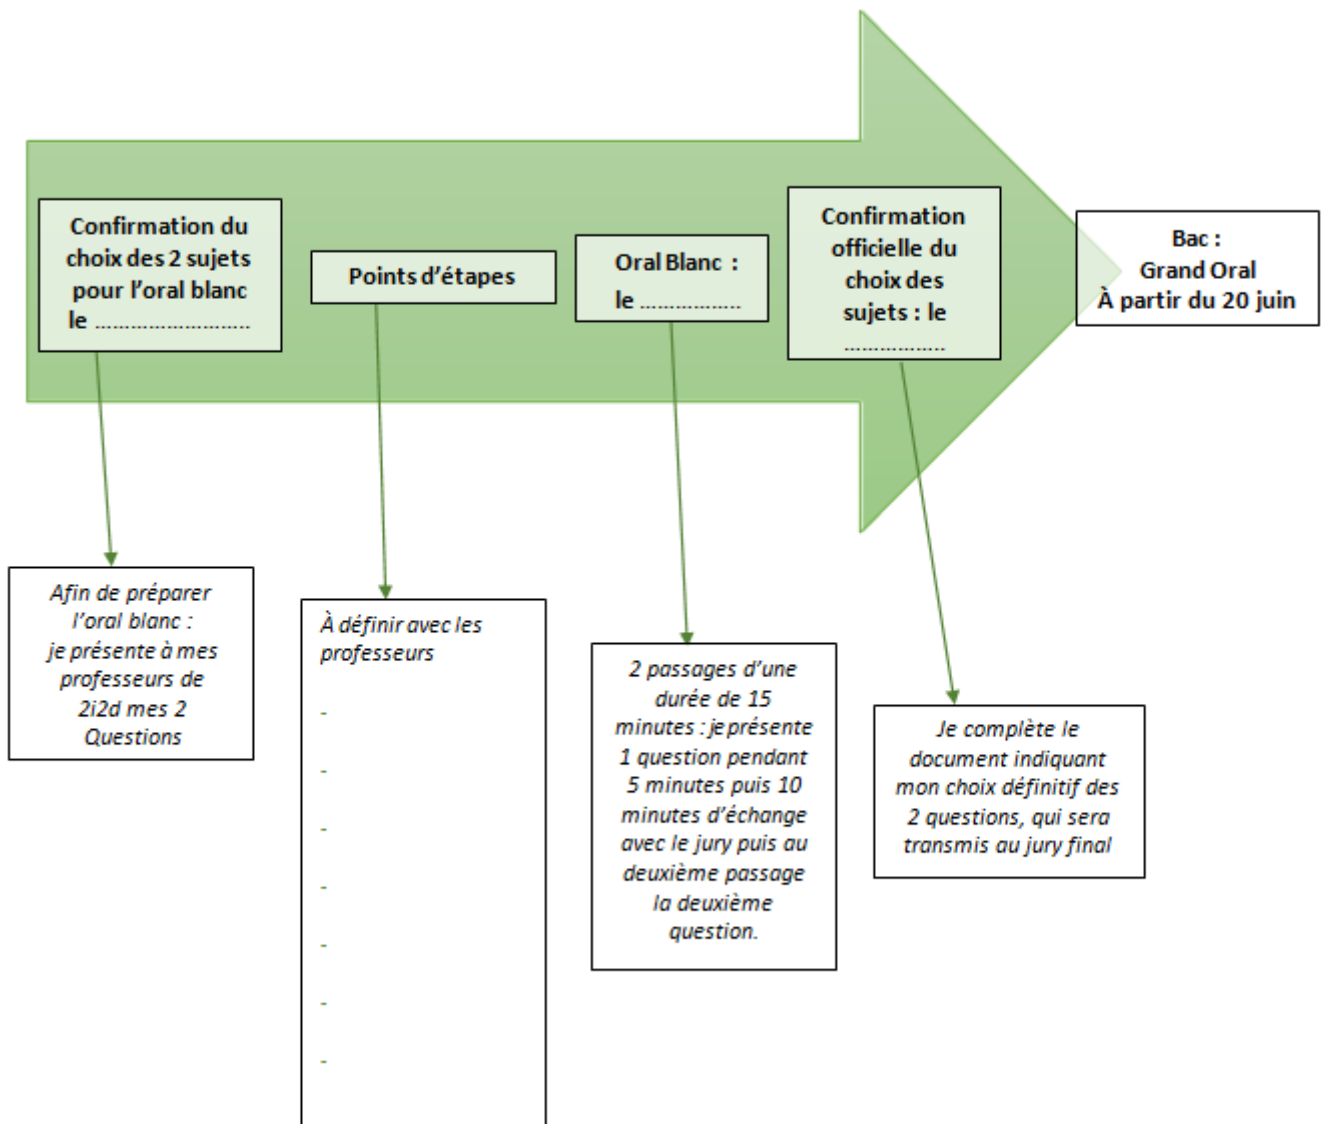 Confirmation du
choix des 2 sujets
pour l’oral blanc
le ............................
Points d’étapes
Oral Blanc :
le ..................
Confirmation
officielle du
choix des
sujets : le
..................
Bac :
Grand Oral
À partir du 20 juin
Afin de préparer
l’oral blanc :
je présente à mes
professeurs de
2i2d mes 2
Questions
À définir avec les
professeurs
-
-
-
-
-
-
-
2 passages d’une
durée de 15
minutes : je présente
1 question pendant
5 minutes puis 10
minutes d’échange
avec le jury puis au
deuxième passage
la deuxième
question.
Je complète le
document indiquant
mon choix définitif des
2 questions, qui sera
transmis au jury final